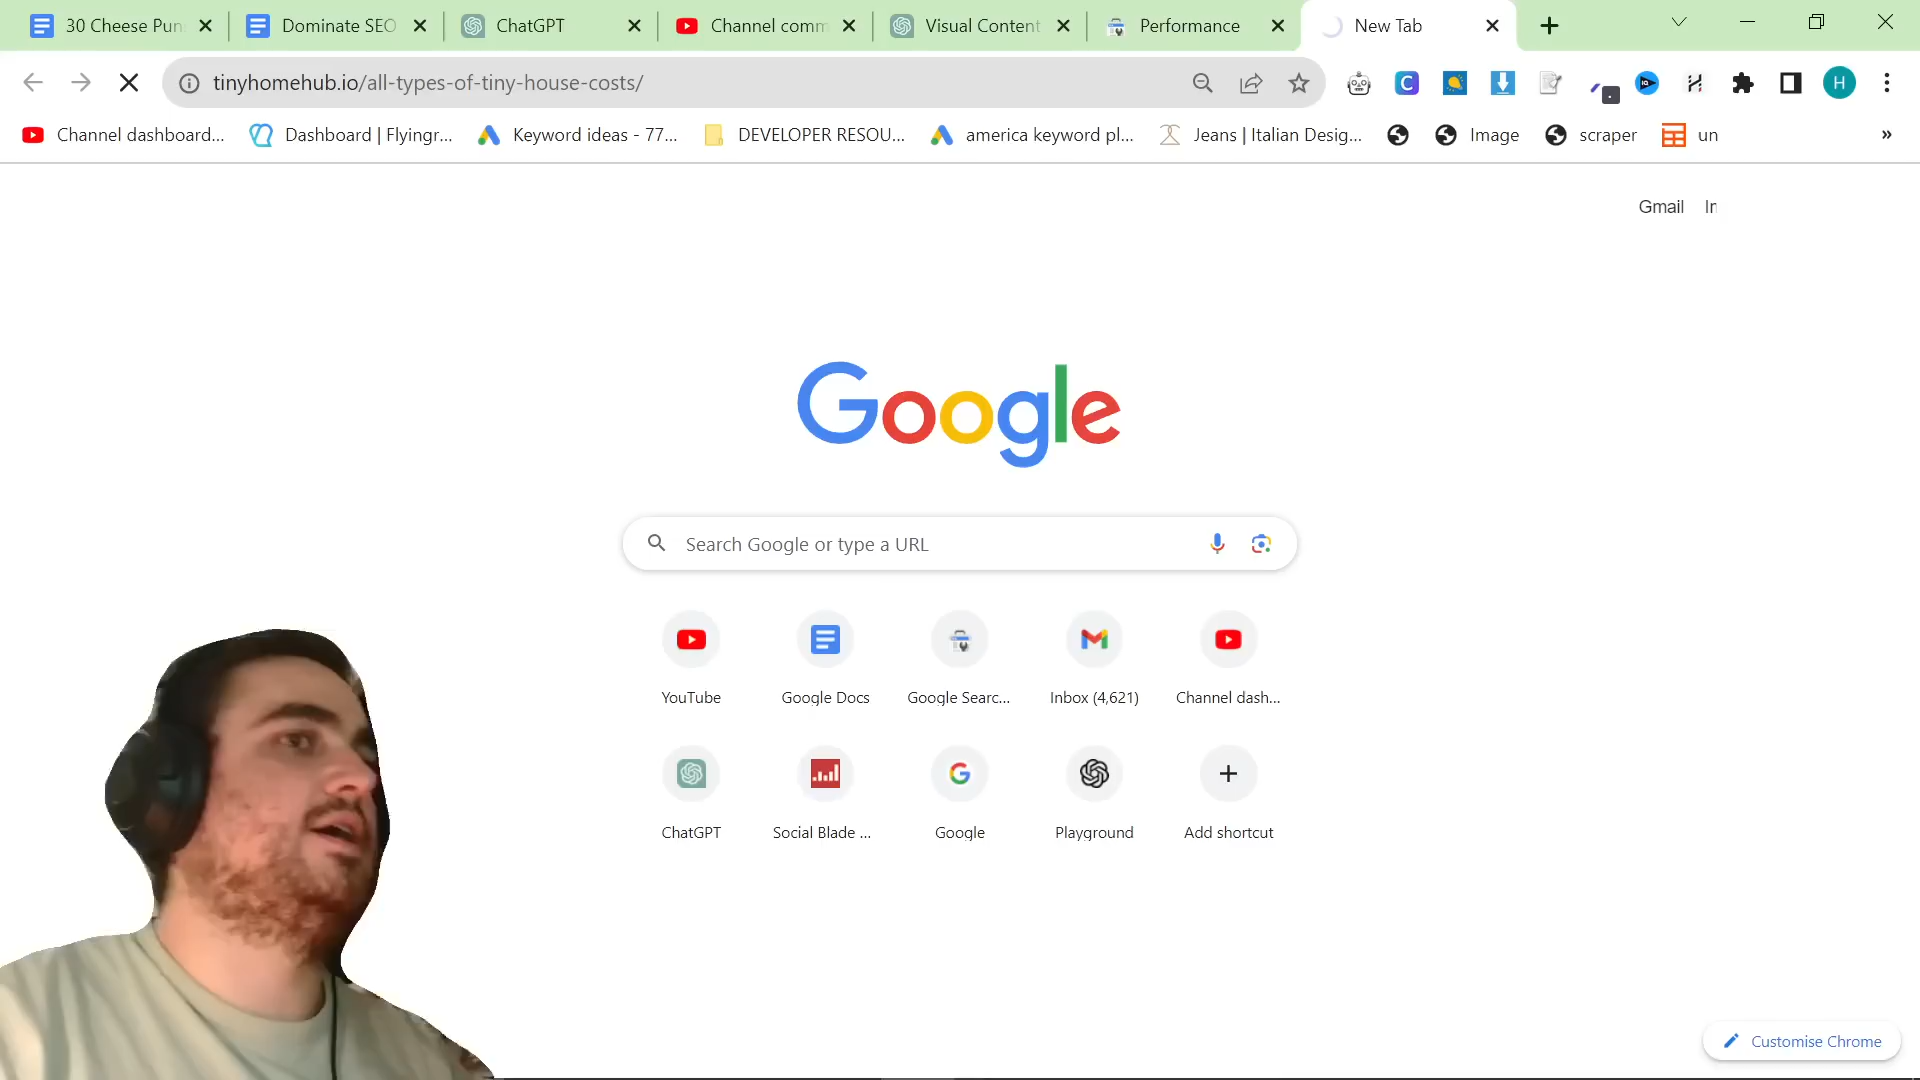 30 Cheese Pun
Dominate SEO
ChatGPT
Channel comm
Visual Content
Performance
New Tab
tinyhomehub.io/all-types-of-tiny-house-costs/
H
Channel dashboard...
Dashboard | Flyingr...
Keyword ideas - 77...
DEVELOPER RESOU...
america keyword pl...
Jeans | Italian Desig...
Image
scraper
un
»
Gmail
Google
Search Google or type a URL
YouTube
Google Docs
Google Searc...
Inbox (4,621)
Channel dash...
ChatGPT
Social Blade ...
Google
Playground
Add shortcut
Customise Chrome